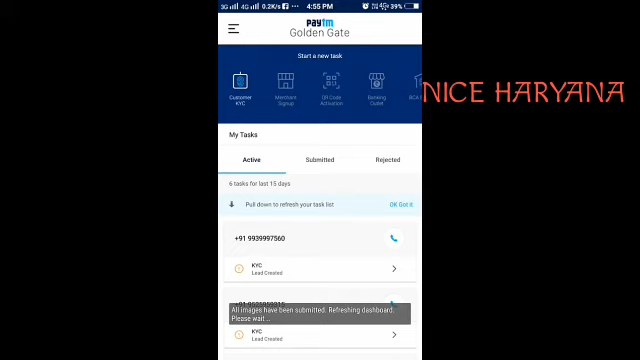 3G 4G 0.2K/s ... 4:55 PM 39%
paytm
Golden Gate
NICE HARYANA
Start a new task
Customer KYC
Merchant Signup
QR Code Activation
Banking Outlet
My Tasks
Active Submitted Rejected
6 tasks for last 15 days
Pull down to refresh your task list OK Got it
+91 9939997560
KYC
Lead Created
All images have been submitted. Refreshing dashboard.
Please wait ..
KYC
Lead Created